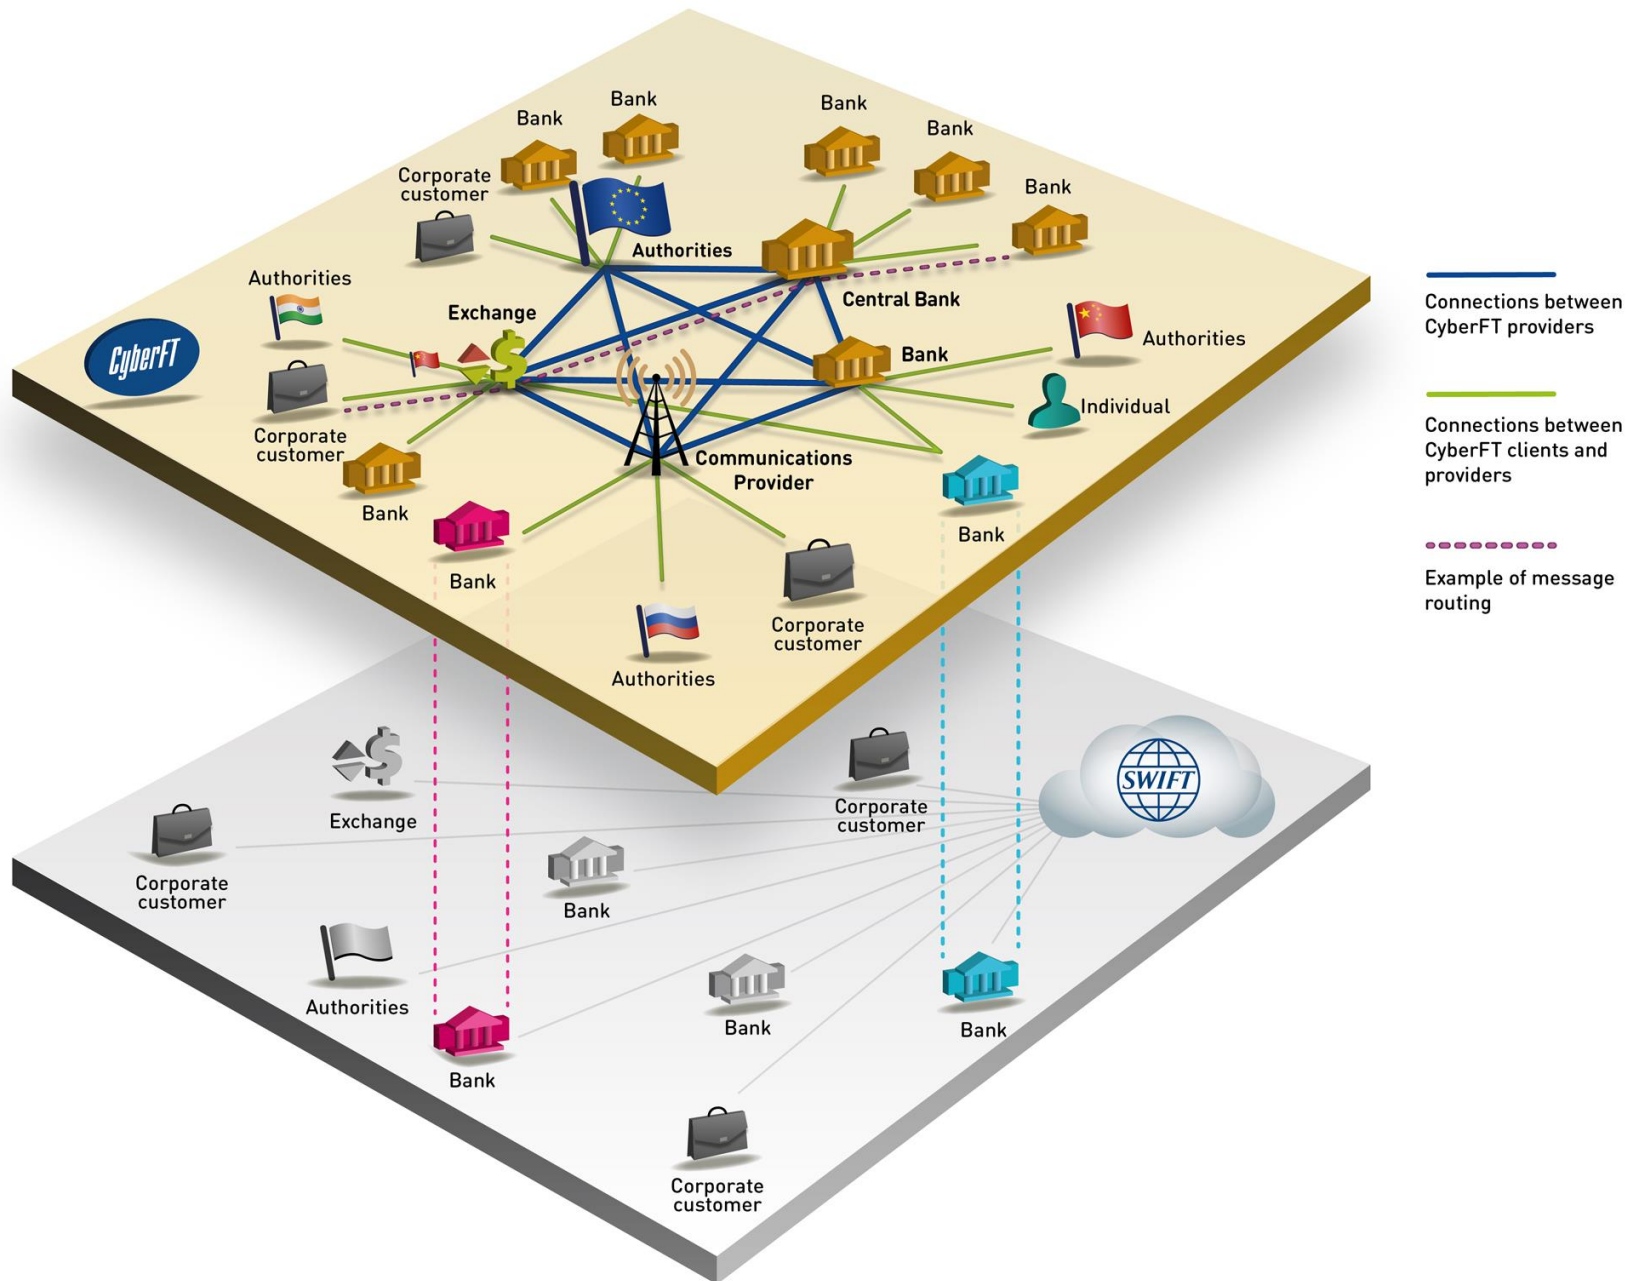 Bank
Bank
Bank
Bank
Bank
Corporate
customer
Authorities
Authorities
Exchange
Central Bank
Bank
Authorities
CyberFT
Individual
Corporate
customer
Communications
Provider
Bank
Bank
Bank
Corporate
customer
Authorities
Connections between
CyberFT providers
Connections between
CyberFT clients and
providers
Example of message
routing
Exchange
Corporate
customer
SWIFT
Corporate
customer
Bank
Authorities
Bank
Bank
Bank
Corporate
customer